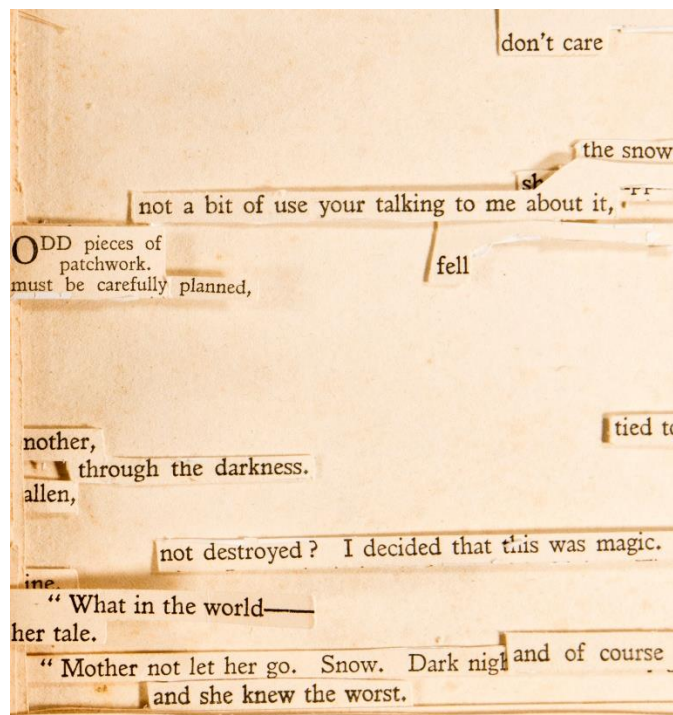 don't care
the snow
not a bit of use your talking to me about it,
ODD pieces of
patchwork.
must be carefully planned,
fell
tied
nother,
through the darkness.
allen,
not destroyed? I decided that this was magic.
ine.
“ What in the world——
her tale.
“ Mother not let her go. Snow. Dark nigh
and of course
and she knew the worst.